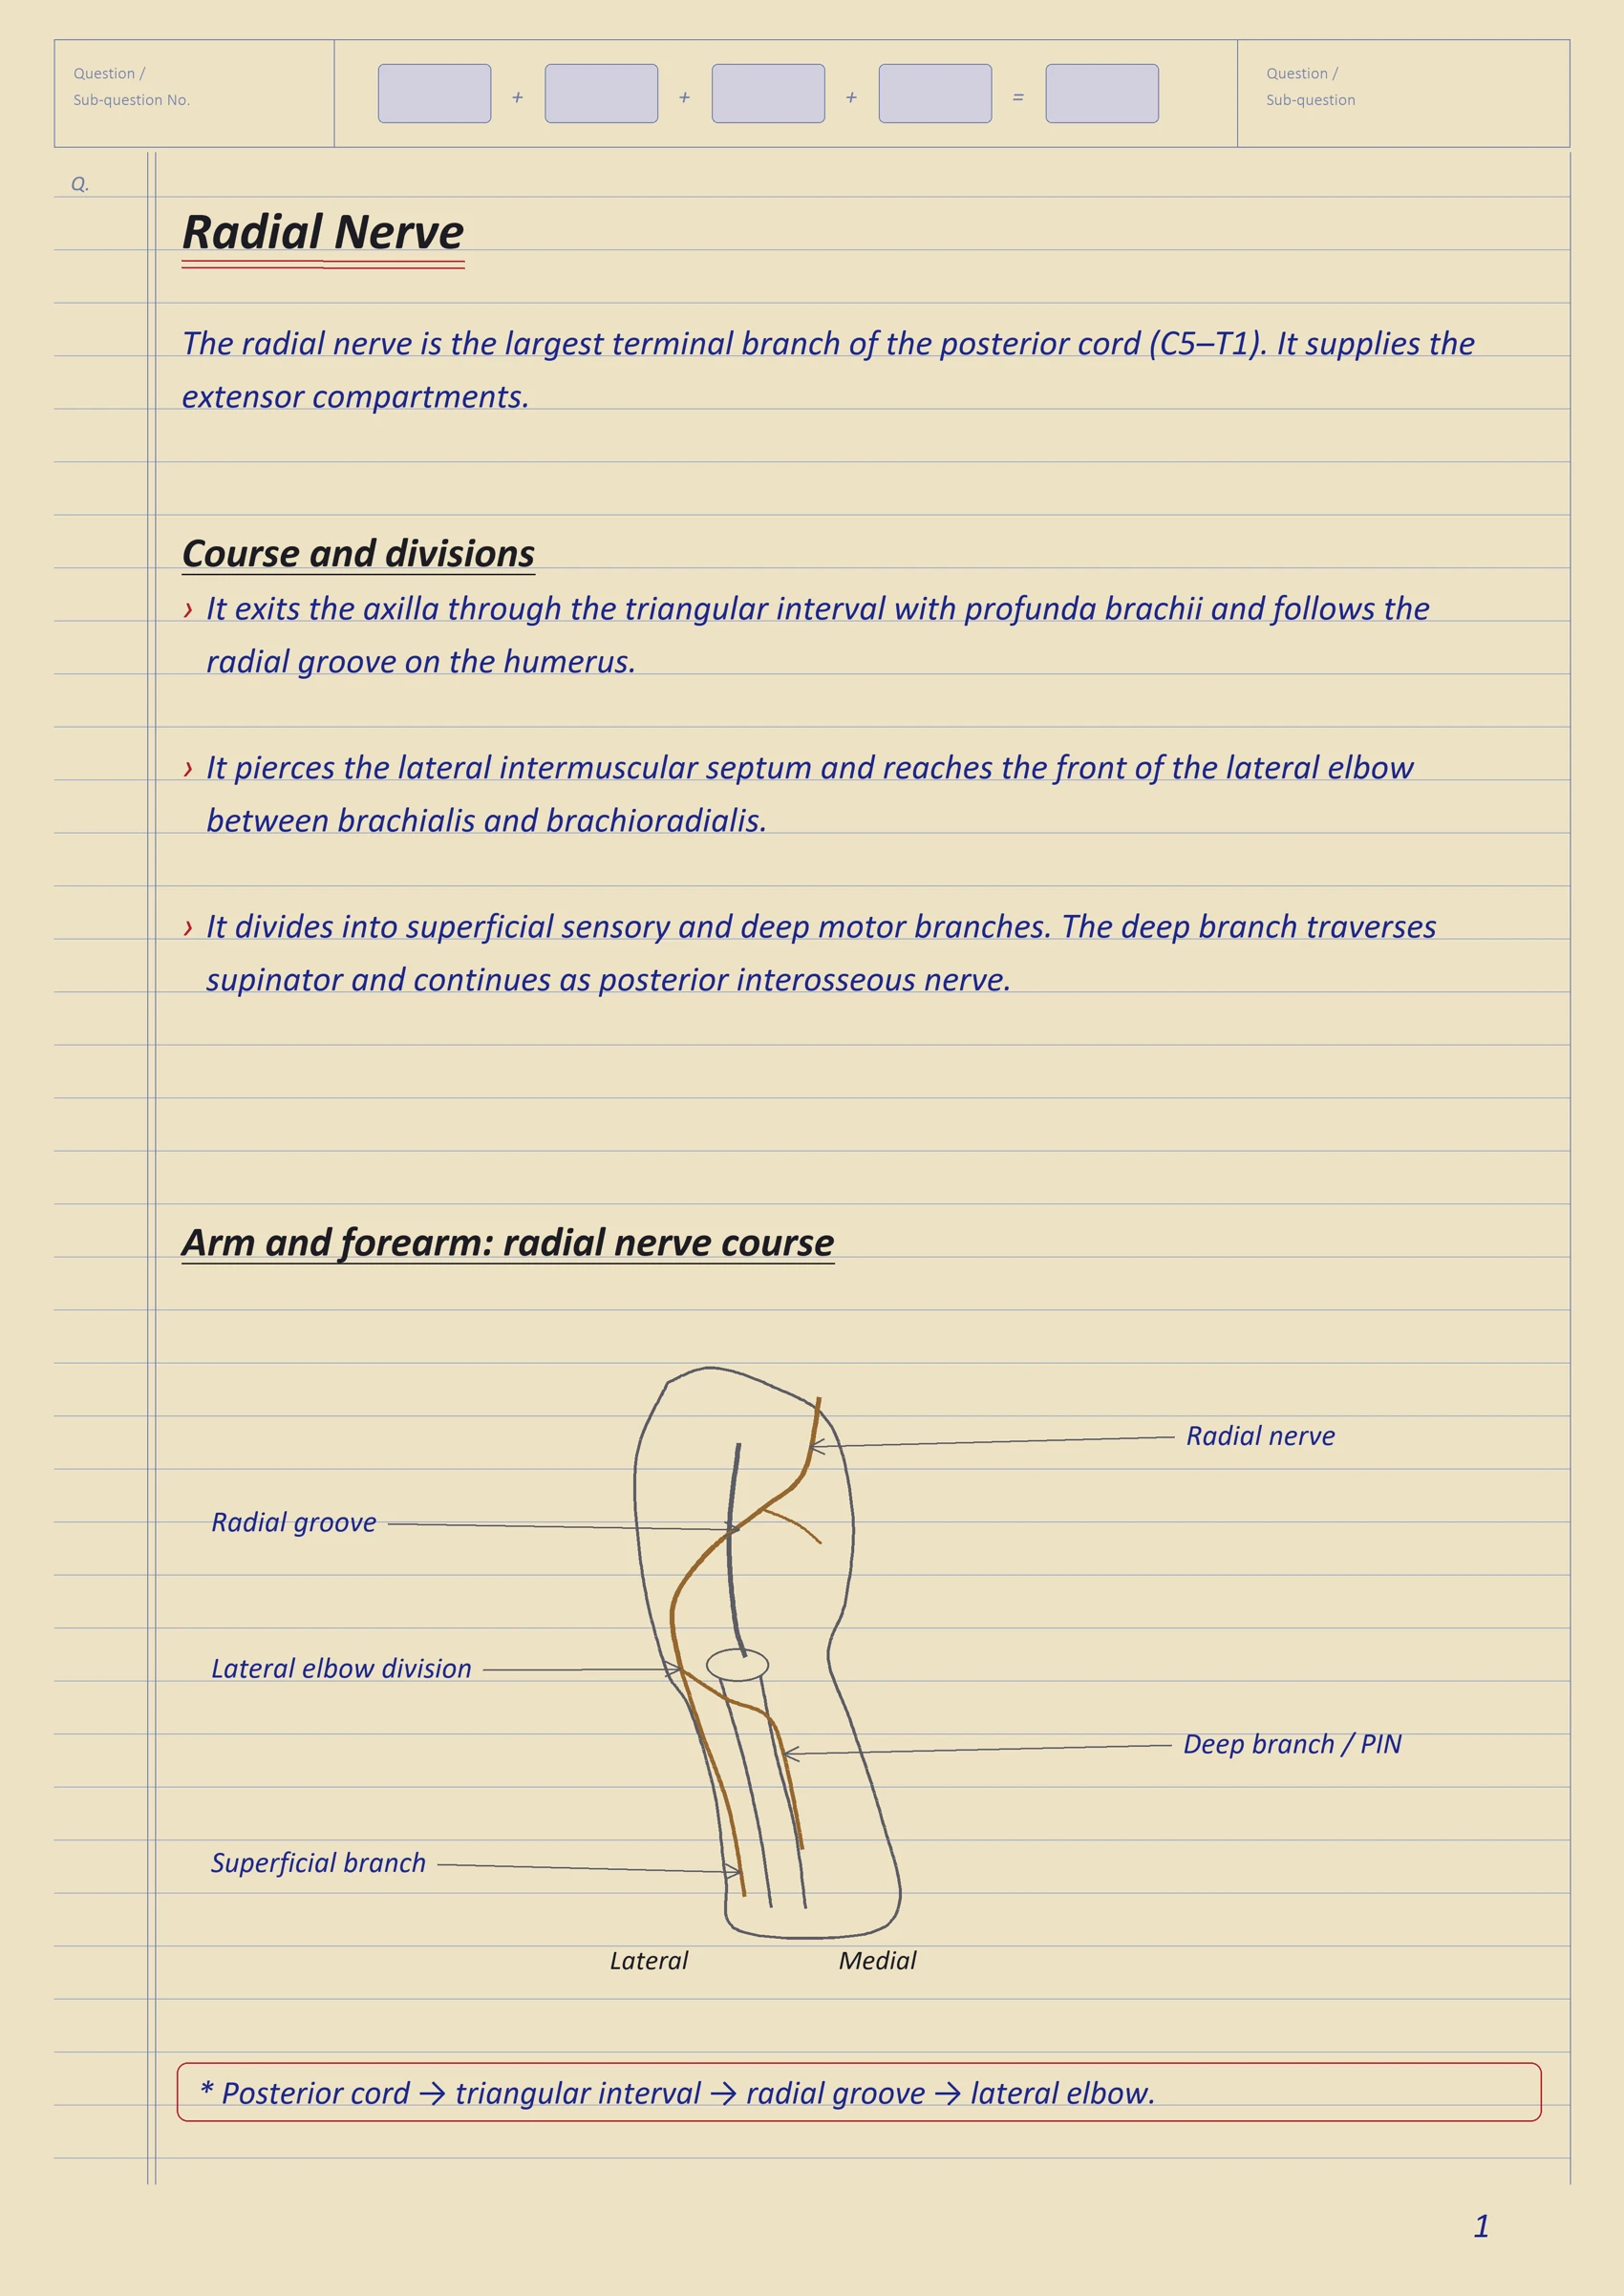 Question /
Sub-question No.
+ + + =
Question /
Sub-question
Q.
Radial Nerve
The radial nerve is the largest terminal branch of the posterior cord (C5–T1). It supplies the
extensor compartments.
Course and divisions
› It exits the axilla through the triangular interval with profunda brachii and follows the
radial groove on the humerus.
› It pierces the lateral intermuscular septum and reaches the front of the lateral elbow
between brachialis and brachioradialis.
› It divides into superficial sensory and deep motor branches. The deep branch traverses
supinator and continues as posterior interosseous nerve.
Arm and forearm: radial nerve course
Radial nerve
Radial groove
Lateral elbow division
Deep branch / PIN
Superficial branch
Lateral Medial
* Posterior cord → triangular interval → radial groove → lateral elbow.
1